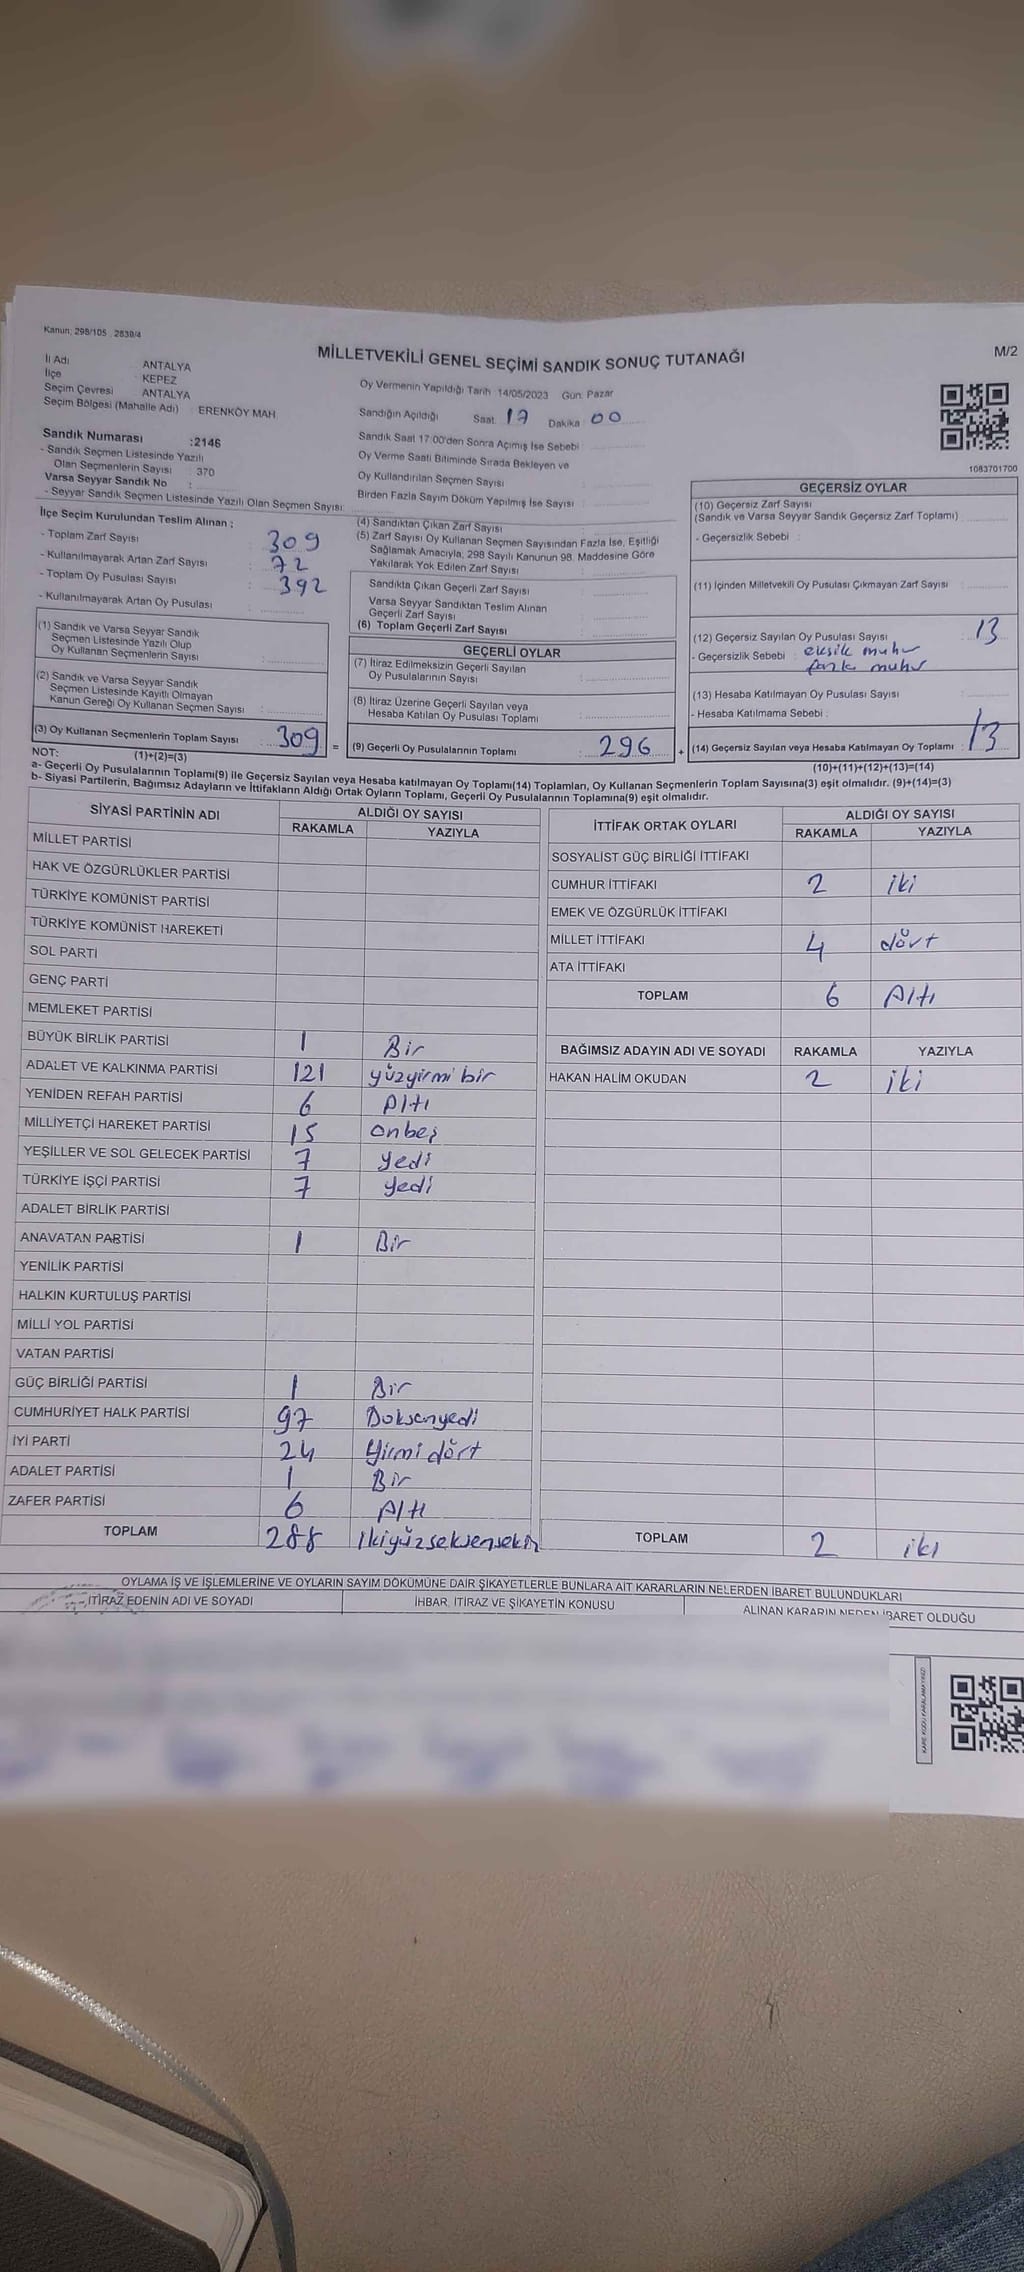 Kanun: 298/105 , 2839/4
MİLLETVEKİLİ GENEL SEÇİMİ SANDIK SONUÇ TUTANAĞI
M/2
İl Adı ANTALYA
İlçe : KEPEZ
Seçim Çevresi ANTALYA
Seçim Bölgesi (Mahalle Adı) : ERENKÖY MAH.
Sandık Numarası :2146
- Sandık Seçmen Listesinde Yazılı
Olan Seçmenlerin Sayısı : 370
Varsa Seyyar Sandık No :
- Seyyar Sandık Seçmen Listesinde Yazılı Olan Seçmen Sayısı:
Oy Vermenin Yapıldığı Tarih 14/05/2023 Gün: Pazar
Sandığın Açıldığı Saat 17 Dakika 00
Sandık Saat 17:00'den Sonra Açılmış İse Sebebi
Oy Verme Saati Bitiminde Sırada Bekleyen ve
Oy Kullandırılan Seçmen Sayısı
Birden Fazla Sayım Döküm Yapılmış İse Sayısı
1083701700
İlçe Seçim Kurulundan Teslim Alınan ;
- Toplam Zarf Sayısı : 309
- Kullanılmayarak Artan Zarf Sayısı : 72
- Toplam Oy Pusulası Sayısı : 392
- Kullanılmayarak Artan Oy Pusulası
(1) Sandık ve Varsa Seyyar Sandık
Seçmen Listesinde Yazılı Olup
Oy Kullanan Seçmenlerin Sayısı
(2) Sandık ve Varsa Seyyar Sandık
Seçmen Listesinde Kayıtlı Olmayan
Kanun Gereği Oy Kullanan Seçmen Sayısı
(3) Oy Kullanan Seçmenlerin Toplam Sayısı : 309 =
(4) Sandıktan Çıkan Zarf Sayısı
(5) Zarf Sayısı Oy Kullanan Seçmen Sayısından Fazla İse, Eşitliği
Sağlamak Amacıyla, 298 Sayılı Kanunun 98. Maddesine Göre
Yakılarak Yok Edilen Zarf Sayısı
Sandıkta Çıkan Geçerli Zarf Sayısı
Varsa Seyyar Sandıktan Teslim Alınan
Geçerli Zarf Sayısı
(6) Toplam Geçerli Zarf Sayısı
GEÇERLİ OYLAR
(7) İtiraz Edilmeksizin Geçerli Sayılan
Oy Pusulalarının Sayısı
(8) İtiraz Üzerine Geçerli Sayılan veya
Hesaba Katılan Oy Pusulası Toplamı
(9) Geçerli Oy Pusulalarının Toplamı : 296 +
GEÇERSİZ OYLAR
(10) Geçersiz Zarf Sayısı
(Sandık ve Varsa Seyyar Sandık Geçersiz Zarf Toplamı)
- Geçersizlik Sebebi :
(11) İçinden Milletvekili Oy Pusulası Çıkmayan Zarf Sayısı
(12) Geçersiz Sayılan Oy Pusulası Sayısı : 13
- Geçersizlik Sebebi : eksik muhur
muhur
(13) Hesaba Katılmayan Oy Pusulası Sayısı
- Hesaba Katılmama Sebebi :
(14) Geçersiz Sayılan veya Hesaba Katılmayan Oy Toplamı : 13
NOT: (1)+(2)=(3)
(10)+(11)+(12)+(13)=(14)
a- Geçerli Oy Pusulalarının Toplamı(9) ile Geçersiz Sayılan veya Hesaba katılmayan Oy Toplamı(14) Toplamları, Oy Kullanan Seçmenlerin Toplam Sayısına(3) eşit olmalıdır. (9)+(14)=(3)
b- Siyasi Partilerin, Bağımsız Adayların ve İttifakların Aldığı Ortak Oyların Toplamı, Geçerli Oy Pusulalarının Toplamına(9) eşit olmalıdır.
SİYASİ PARTİNİN ADI ALDIĞI OY SAYISI
RAKAMLA YAZIYLA
MİLLET PARTİSİ
HAK VE ÖZGÜRLÜKLER PARTİSİ
TÜRKİYE KOMÜNİST PARTİSİ
TÜRKİYE KOMÜNİST HAREKETİ
SOL PARTİ
GENÇ PARTİ
MEMLEKET PARTİSİ
BÜYÜK BİRLİK PARTİSİ 1 Bir
ADALET VE KALKINMA PARTİSİ 121 yüzyirmi bir
YENİDEN REFAH PARTİSİ 6 Altı
MİLLİYETÇİ HAREKET PARTİSİ 15 onbeş
YEŞİLLER VE SOL GELECEK PARTİSİ 7 yedi
TÜRKİYE İŞÇİ PARTİSİ 7 yedi
ADALET BİRLİK PARTİSİ
ANAVATAN PARTİSİ 1 Bir
YENİLİK PARTİSİ
HALKIN KURTULUŞ PARTİSİ
MİLLİ YOL PARTİSİ
VATAN PARTİSİ
GÜÇ BİRLİĞİ PARTİSİ 1 Bir
CUMHURİYET HALK PARTİSİ 97 Doksanyedi
İYİ PARTİ 24 Yirmi dört
ADALET PARTİSİ 1 Bir
ZAFER PARTİSİ 6 Altı
TOPLAM 288 İkiyüzseksensekiz
İTTİFAK ORTAK OYLARI ALDIĞI OY SAYISI
RAKAMLA YAZIYLA
SOSYALİST GÜÇ BİRLİĞİ İTTİFAKI
CUMHUR İTTİFAKI 2 iki
EMEK VE ÖZGÜRLÜK İTTİFAKI
MİLLET İTTİFAKI 4 dört
ATA İTTİFAKI
TOPLAM 6 Altı
BAĞIMSIZ ADAYIN ADI VE SOYADI RAKAMLA YAZIYLA
HAKAN HALİM OKUDAN 2 iki
TOPLAM 2 iki
OYLAMA İŞ VE İŞLEMLERİNE VE OYLARIN SAYIM DÖKÜMÜNE DAİR ŞİKAYETLERLE BUNLARA AİT KARARLARIN NELERDEN İBARET BULUNDUKLARI
İTİRAZ EDENİN ADI VE SOYADI İHBAR, İTİRAZ VE ŞİKAYETİN KONUSU ALINAN KARARIN NEDEN İBARET OLDUĞU
KARE KODU KARALAMAYINIZ!